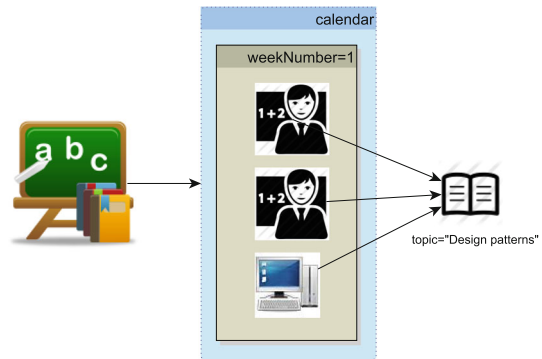 calendar
weekNumber=1
1+2
a b c
1+2
topic="Design patterns"